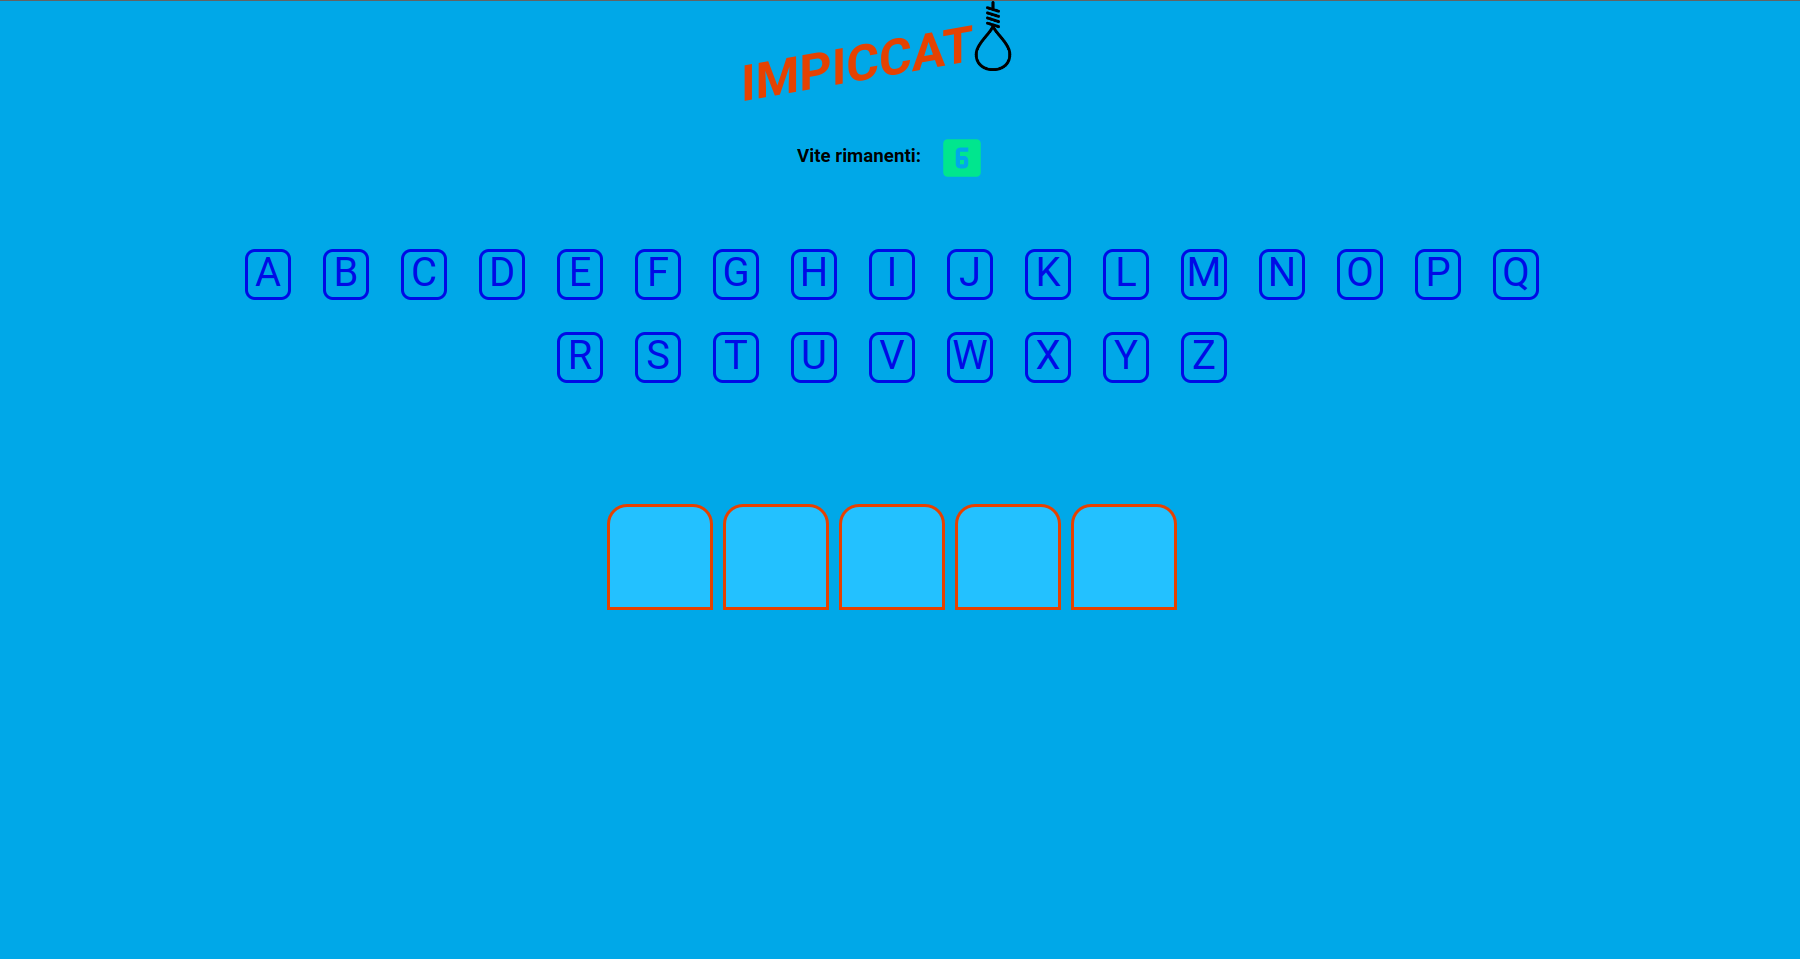 IMPICCAT
Vite rimanenti: 6
A B C D E F G H I J K L M N O P Q
R S T U V W X Y Z